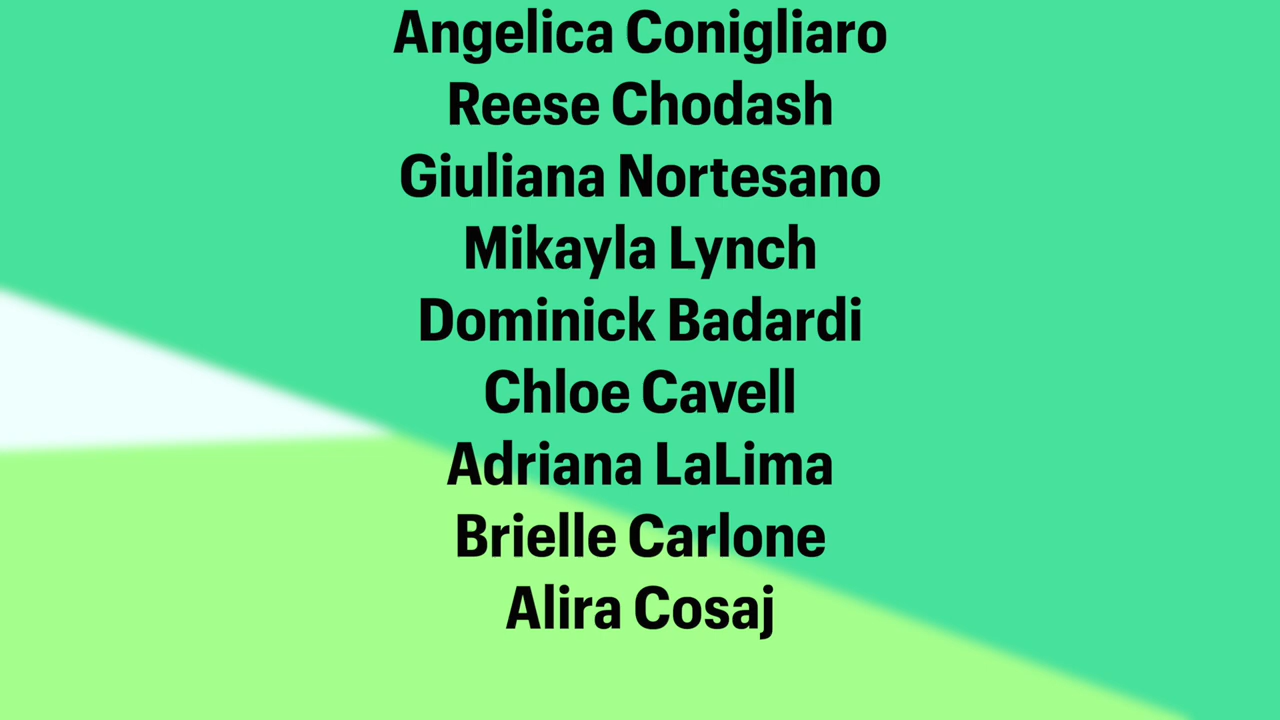 Angelica Conigliaro
Reese Chodash
Giuliana Nortesano
Mikayla Lynch
Dominick Badardi
Chloe Cavell
Adriana LaLima
Brielle Carlone
Alira Cosaj